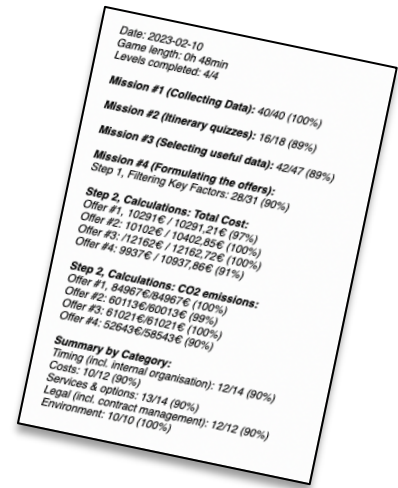 Date: 2023-02-10
Game length: 0h 48min
Levels completed: 4/4
Mission #1 (Collecting Data): 40/40 (100%)
Mission #2 (Itinerary quizzes): 16/18 (89%)
Mission #3 (Selecting useful data): 42/47 (89%)
Mission #4 (Formulating the offers):
Step 1, Filtering Key Factors: 28/31 (90%)
Step 2, Calculations: Total Cost:
Offer #1, 10291€ / 10291,21€ (97%)
Offer #2: 10102€ / 10402,85€ (100%)
Offer #3: /12162€ / 12162,72€ (100%)
Offer #4: 9937€ / 10937,86€ (91%)
Step 2, Calculations: CO2 emissions:
Offer #1, 84967€/84967€ (100%)
Offer #2: 60113€/60013€ (99%)
Offer #3: 61021€/61021€ (100%)
Offer #4: 52643€/58543€ (90%)
Summary by Category:
Timing (incl. internal organisation): 12/14 (90%)
Costs: 10/12 (90%)
Services & options: 13/14 (90%)
Legal (incl. contract management): 12/12 (90%)
Environment: 10/10 (100%)